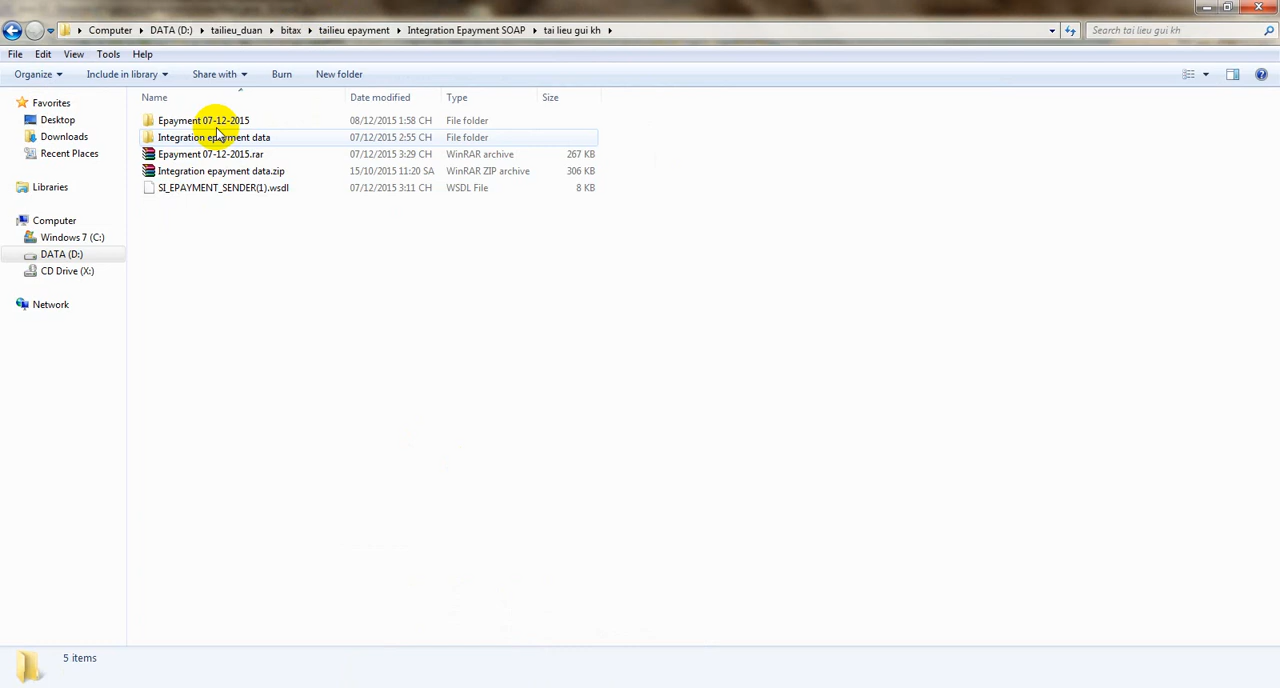 Computer DATA (D:) tailieu_duan bitax tailieu epayment Integration Epayment SOAP tai lieu gui kh Search tai lieu gui kh
File Edit View Tools Help
Organize Include in library Share with Burn New folder
Favorites
Desktop
Downloads
Recent Places
Libraries
Computer
Windows 7 (C:)
DATA (D:)
CD Drive (X:)
Network
Name Date modified Type Size
Epayment 07-12-2015 08/12/2015 1:58 CH File folder
Integration epayment data 07/12/2015 2:55 CH File folder
Epayment 07-12-2015.rar 07/12/2015 3:29 CH WinRAR archive 267 KB
Integration epayment data.zip 15/10/2015 11:20 SA WinRAR ZIP archive 306 KB
SI_EPAYMENT_SENDER(1).wsdl 07/12/2015 3:11 CH WSDL File 8 KB
5 items